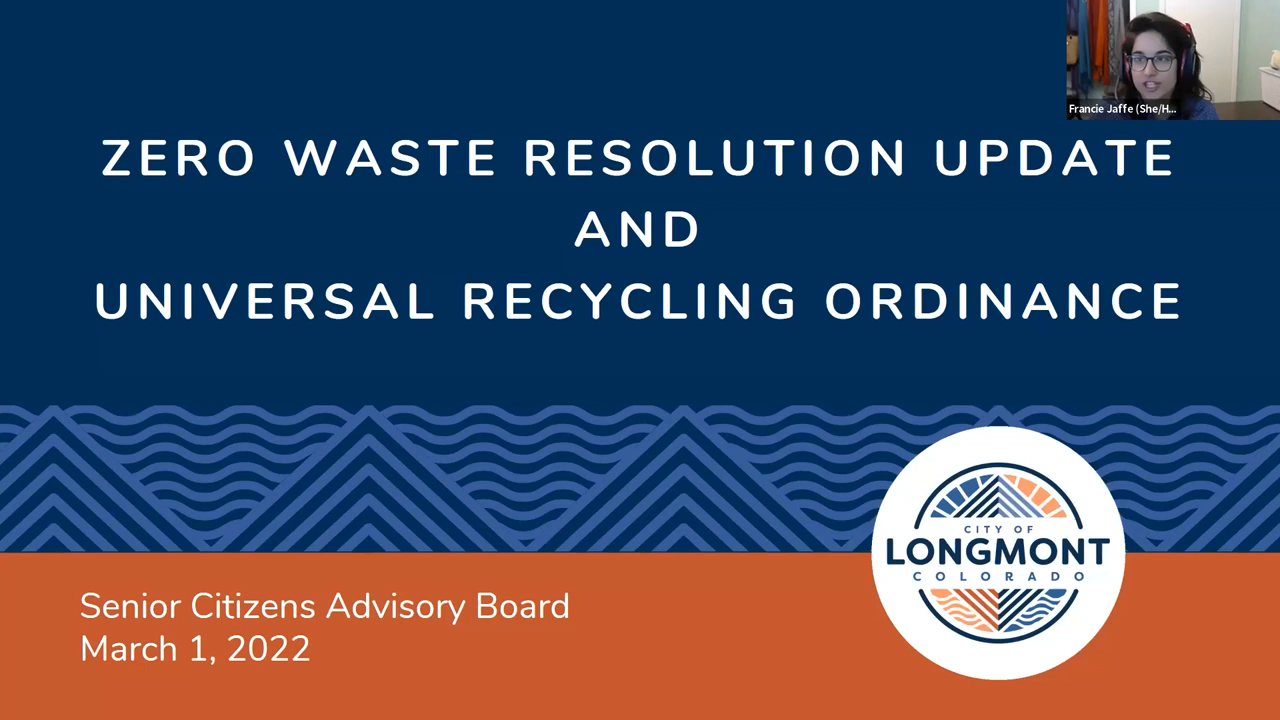 Francie Jaffe (She/H...
ZERO WASTE RESOLUTION UPDATE
AND
UNIVERSAL RECYCLING ORDINANCE
CITY OF
LONGMONT
COLORADO
Senior Citizens Advisory Board
March 1, 2022